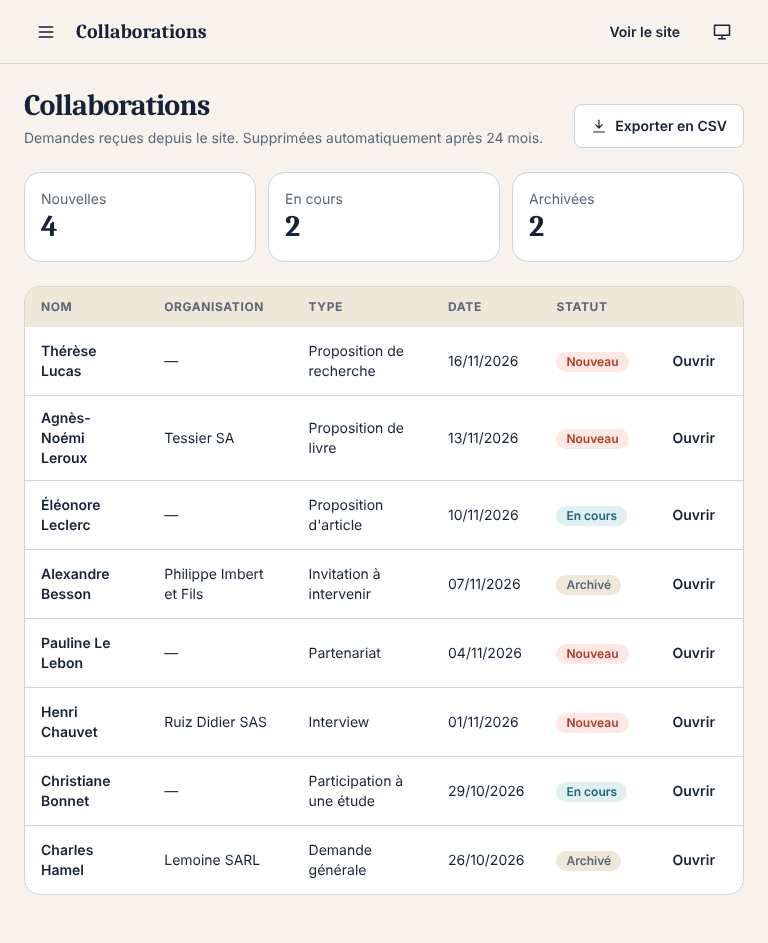 Collaborations
Voir le site
Collaborations
Demandes reçues depuis le site. Supprimées automatiquement après 24 mois.
Exporter en CSV
Nouvelles
4
En cours
2
Archivées
2
NOM ORGANISATION TYPE DATE STATUT
Thérèse Lucas — Proposition de recherche 16/11/2026 Nouveau Ouvrir
Agnès-Noémi Leroux Tessier SA Proposition de livre 13/11/2026 Nouveau Ouvrir
Éléonore Leclerc — Proposition d'article 10/11/2026 En cours Ouvrir
Alexandre Besson Philippe Imbert et Fils Invitation à intervenir 07/11/2026 Archivé Ouvrir
Pauline Le Lebon — Partenariat 04/11/2026 Nouveau Ouvrir
Henri Chauvet Ruiz Didier SAS Interview 01/11/2026 Nouveau Ouvrir
Christiane Bonnet — Participation à une étude 29/10/2026 En cours Ouvrir
Charles Hamel Lemoine SARL Demande générale 26/10/2026 Archivé Ouvrir